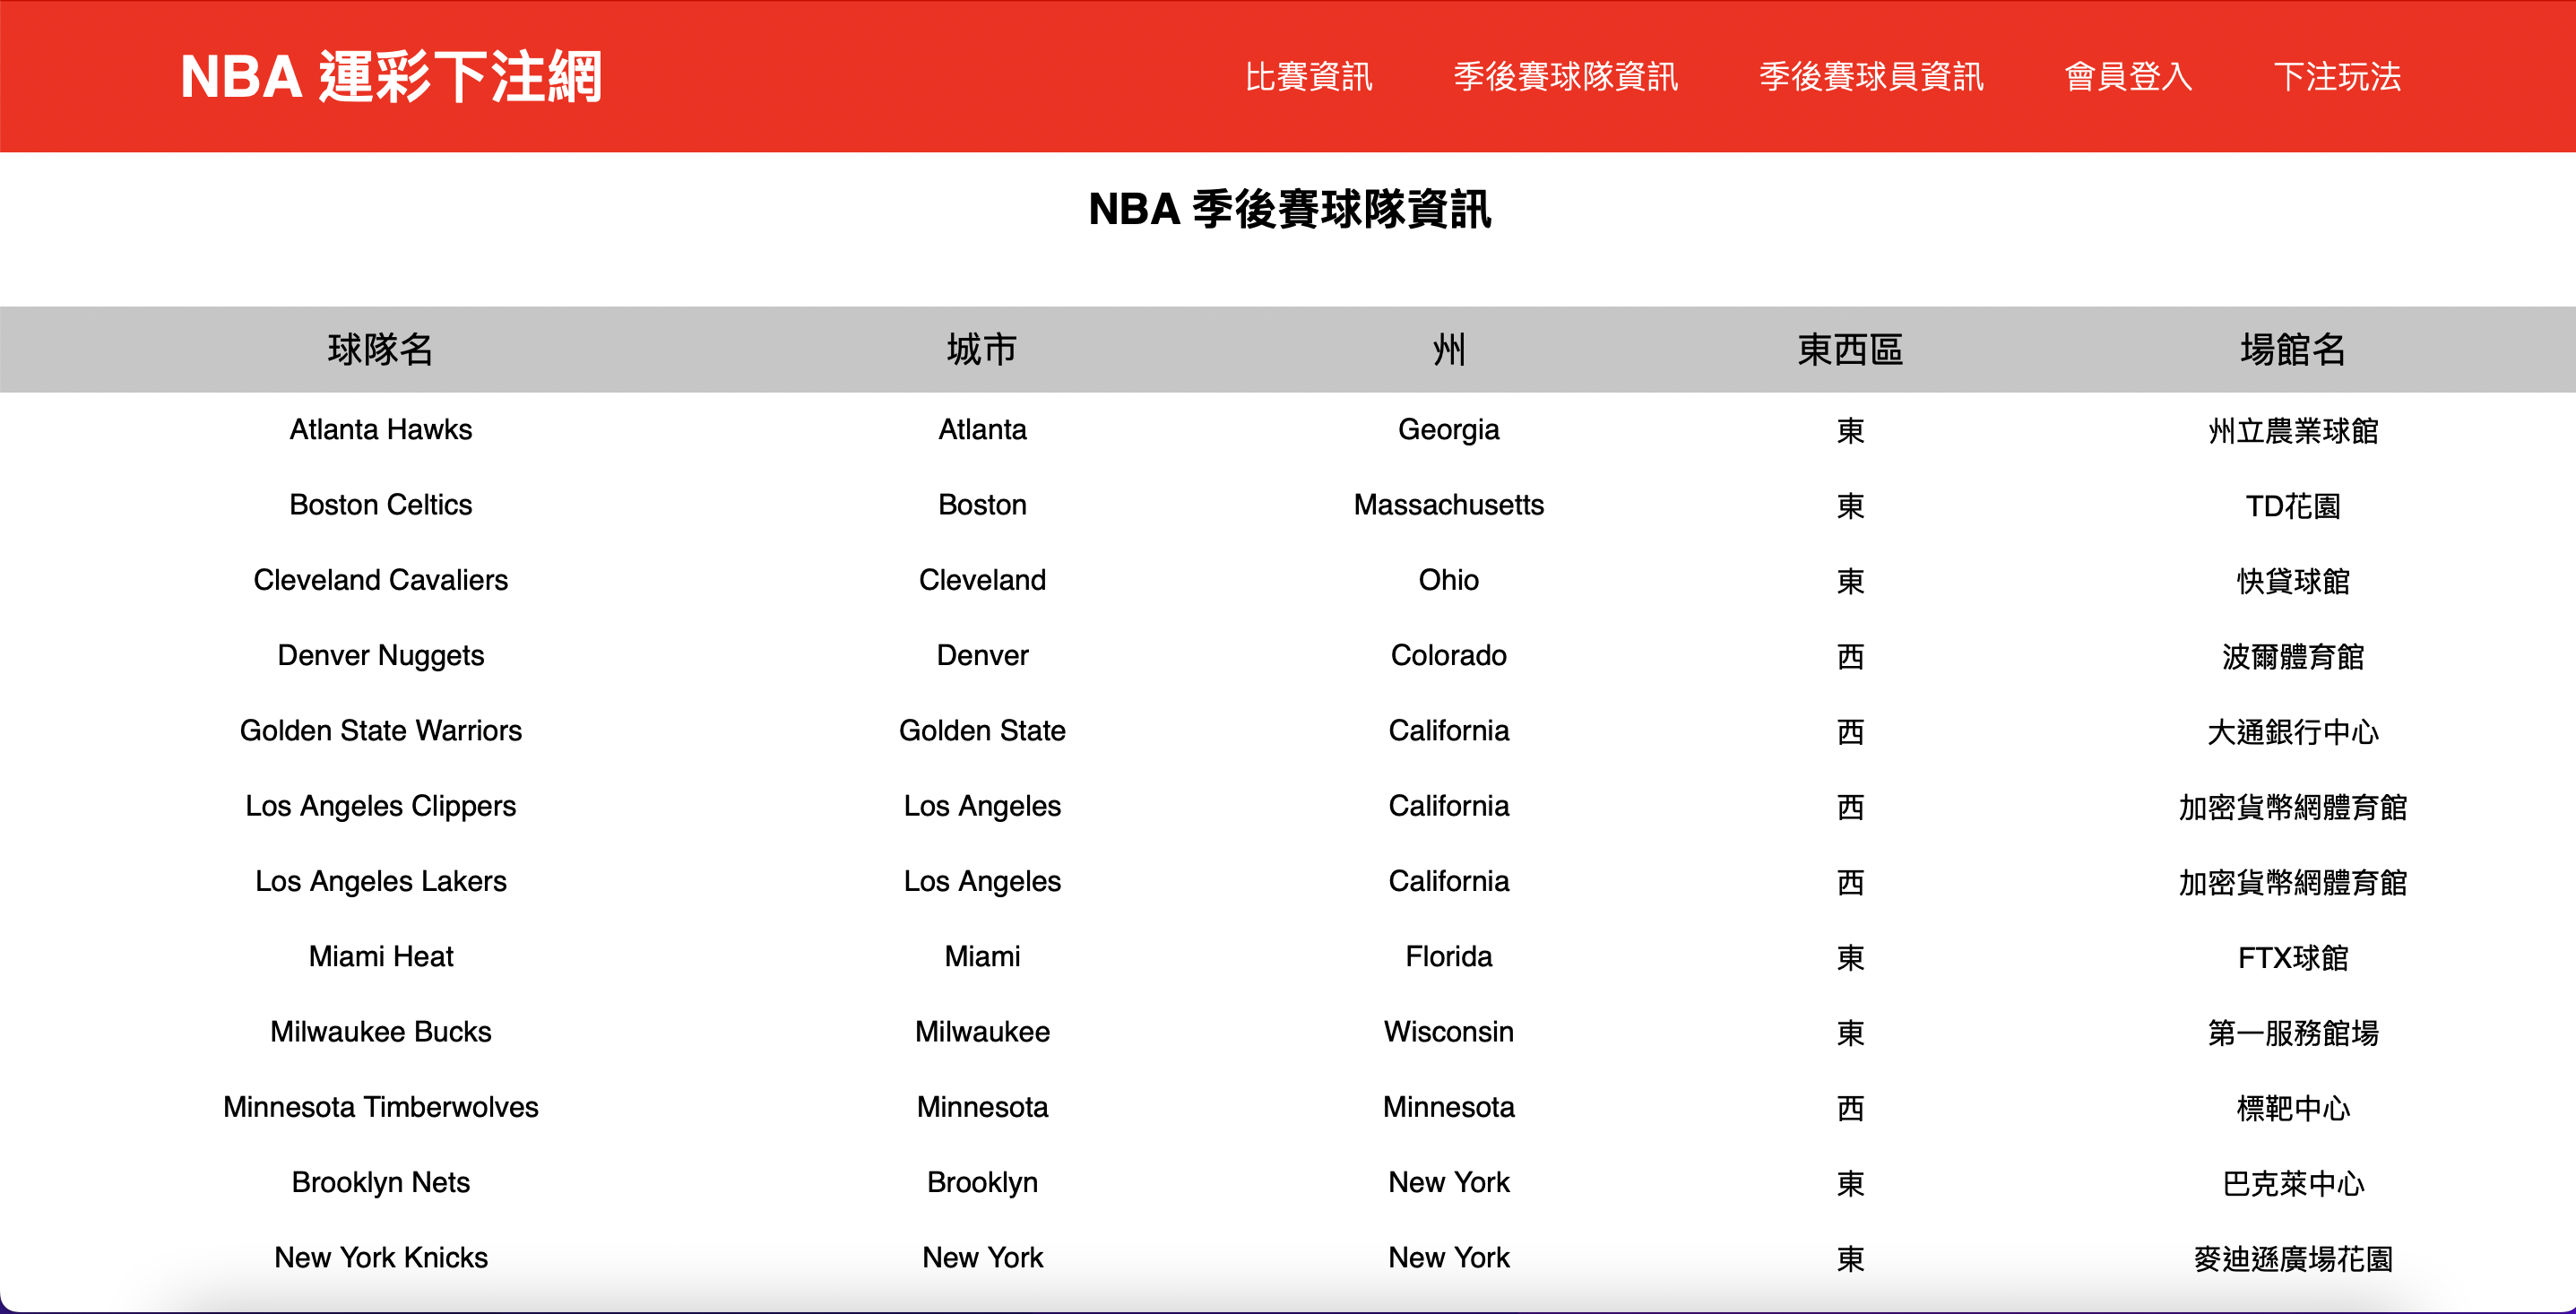 NBA 運彩下注網 比賽資訊 季後賽球隊資訊 季後賽球員資訊 會員登入 下注玩法
NBA 季後賽球隊資訊
球隊名 城市 州 東西區 場館名
Atlanta Hawks Atlanta Georgia 東 州立農業球館
Boston Celtics Boston Massachusetts 東 TD花園
Cleveland Cavaliers Cleveland Ohio 東 快貸球館
Denver Nuggets Denver Colorado 西 波爾體育館
Golden State Warriors Golden State California 西 大通銀行中心
Los Angeles Clippers Los Angeles California 西 加密貨幣網體育館
Los Angeles Lakers Los Angeles California 西 加密貨幣網體育館
Miami Heat Miami Florida 東 FTX球館
Milwaukee Bucks Milwaukee Wisconsin 東 第一服務館場
Minnesota Timberwolves Minnesota Minnesota 西 標靶中心
Brooklyn Nets Brooklyn New York 東 巴克萊中心
New York Knicks New York New York 東 麥迪遜廣場花園